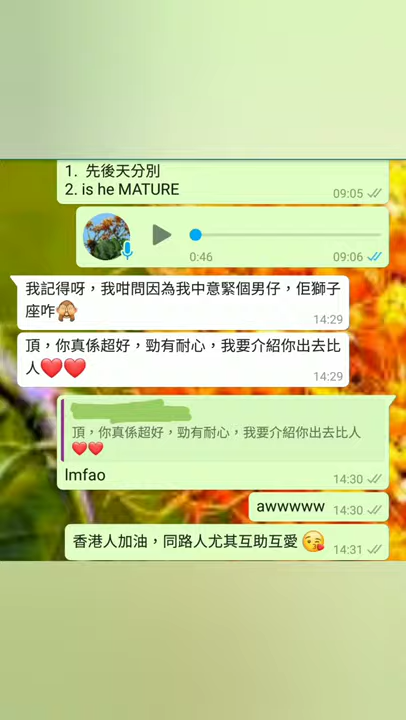 1. 先後天分別
2. is he MATURE
09:05
0:46
09:06
我記得呀，我咁問因為我中意緊個男仔，佢獅子
座咋🙈
14:29
頂，你真係超好，勁有耐心，我要介紹你出去比
人❤️❤️
14:29
頂，你真係超好，勁有耐心，我要介紹你出去比人
❤️❤️
lmfao
14:30
awwwww
14:30
香港人加油，同路人尤其互助互愛😘
14:31